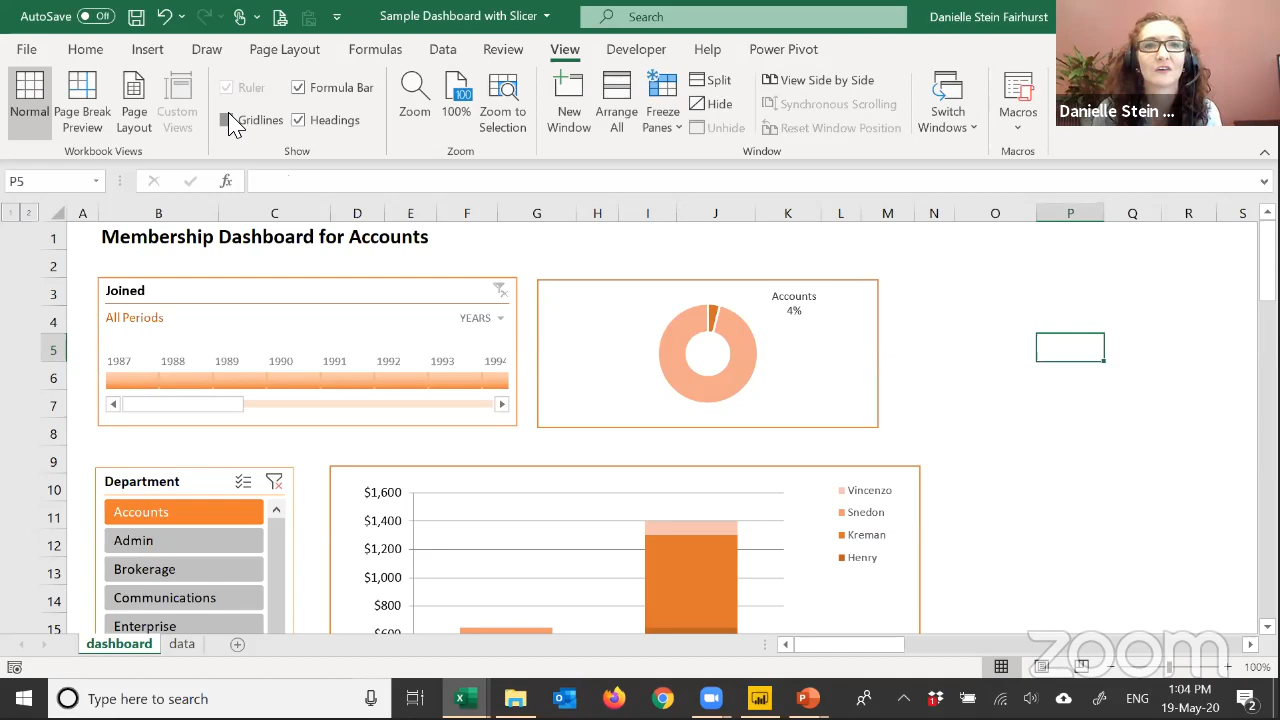 AutoSave Off
Sample Dashboard with Slicer
Search
Danielle Stein Fairhurst
File Home Insert Draw Page Layout Formulas Data Review View Developer Help Power Pivot
Normal
Page Break Preview
Page Layout
Custom Views
Workbook Views
Ruler
Gridlines
Formula Bar
Headings
Show
Zoom
100
100%
Zoom to Selection
Zoom
New Window
Arrange All
Freeze Panes
Split
Hide
Unhide
View Side by Side
Synchronous Scrolling
Reset Window Position
Switch Windows
Window
Macros
Macros
Danielle Stein ...
P5
fx
1 2
A B C D E F G H I J K L M N O P Q R S
1
2
3
4
5
6
7
8
9
10
11
12
13
14
15
Membership Dashboard for Accounts
Joined
All Periods
YEARS
1987 1988 1989 1990 1991 1992 1993 1994
Accounts
4%
Department
Accounts
Admin
Brokerage
Communications
Enterprise
$1,600
$1,400
$1,200
$1,000
$800
$600
Vincenzo
Snedon
Kreman
Henry
dashboard data
zoom
100%
Type here to search
1
ENG
1:04 PM
19-May-20
2